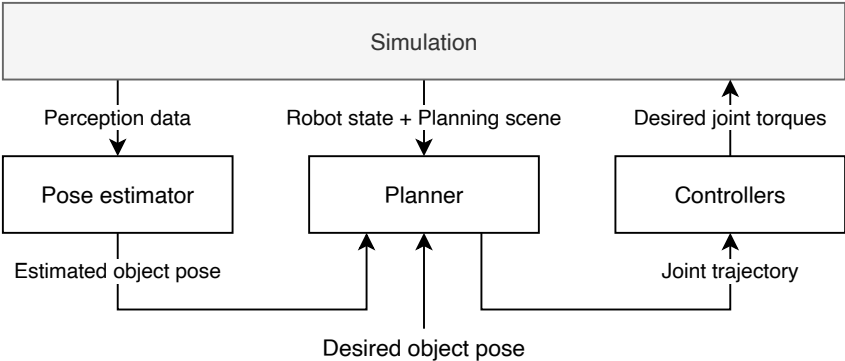 Simulation
Perception data
Robot state + Planning scene
Desired joint torques
Pose estimator
Planner
Controllers
Estimated object pose
Joint trajectory
Desired object pose